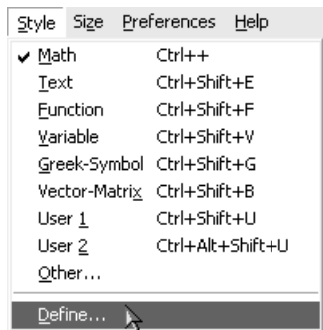 Style Size Preferences Help
Math Ctrl++
Text Ctrl+Shift+E
Function Ctrl+Shift+F
Variable Ctrl+Shift+V
Greek-Symbol Ctrl+Shift+G
Vector-Matrix Ctrl+Shift+B
User 1 Ctrl+Shift+U
User 2 Ctrl+Alt+Shift+U
Other...
Define...